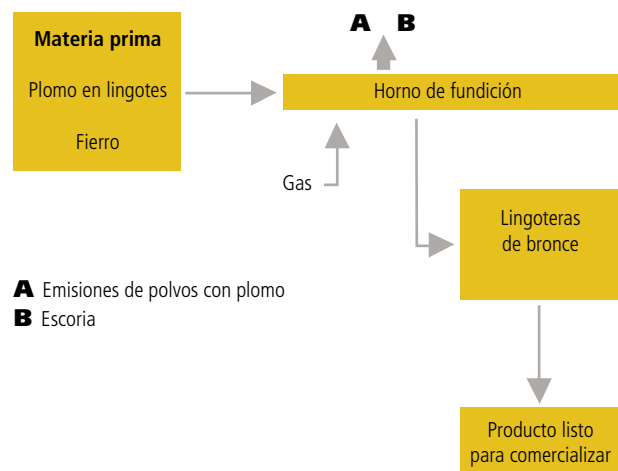 Materia prima
Plomo en lingotes
Fierro
A B
Horno de fundición
Gas
Lingoteras
de bronce
A Emisiones de polvos con plomo
B Escoria
Producto listo
para comercializar